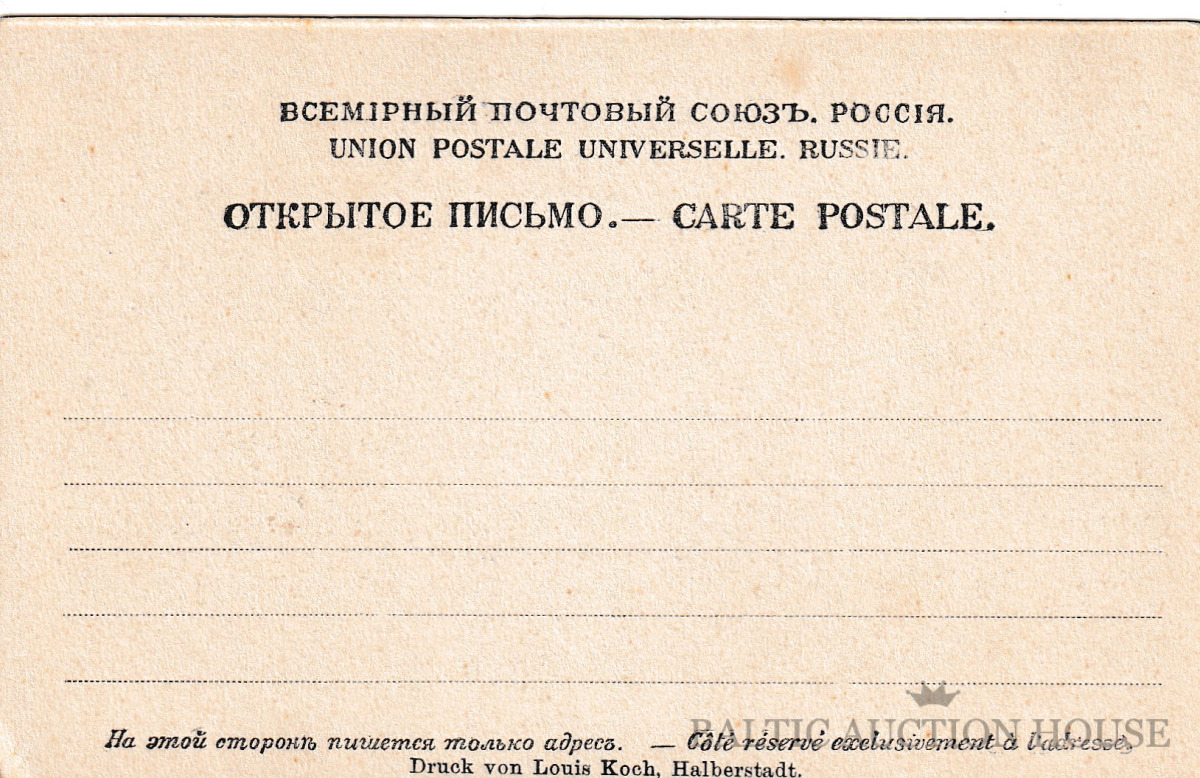 ВСЕМІРНЫЙ ПОЧТОВЫЙ СОЮЗЪ. РОССІЯ.
UNION POSTALE UNIVERSELLE. RUSSIE.
ОТКРЫТОЕ ПИСЬМО.— CARTE POSTALE.
На этой сторонѣ пишется только адресъ. — Côté réservé exclusivement à l'adresse.
BALTIC AUCTION HOUSE
Druck von Louis Koch, Halberstadt.